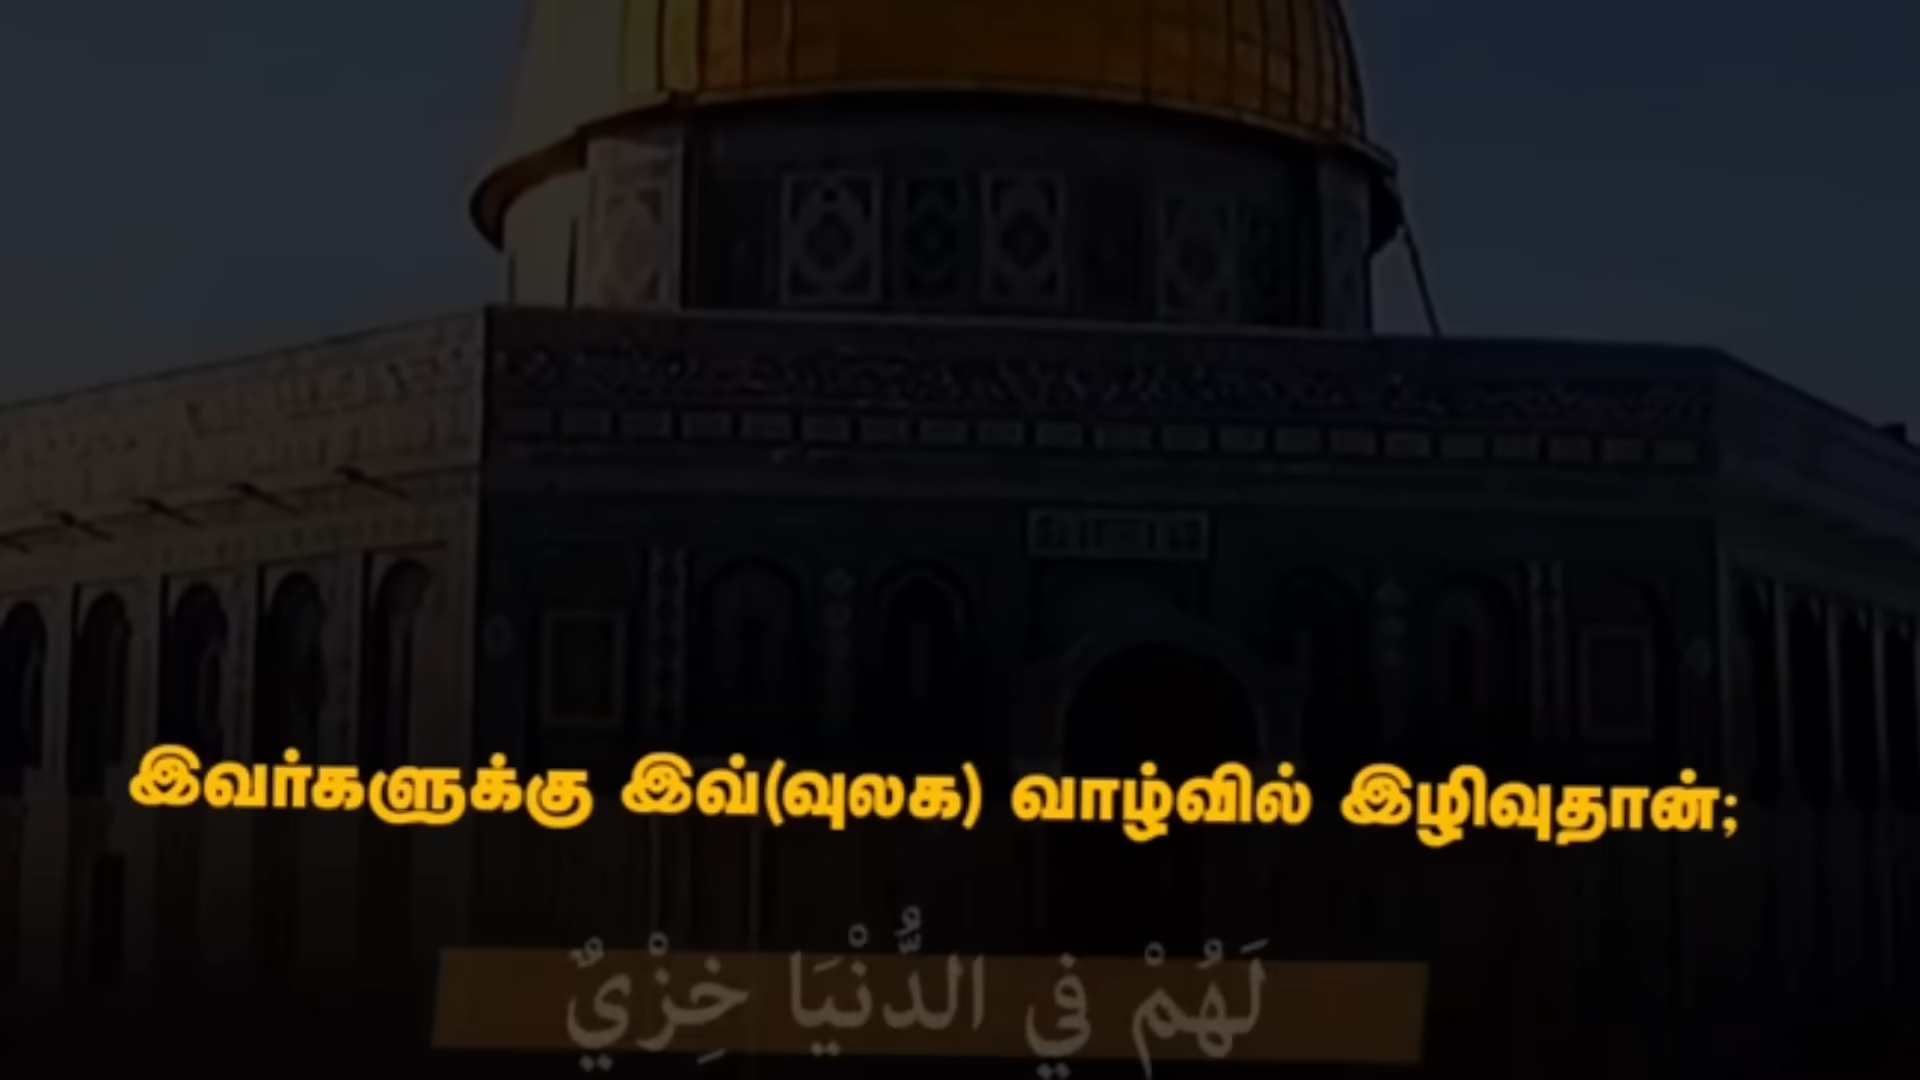 இவர்களுக்கு இவ்(வுலக) வாழ்வில் இழிவுதான்;
لَهُمْ فِي الدُّنْيَا خِزْيٌ